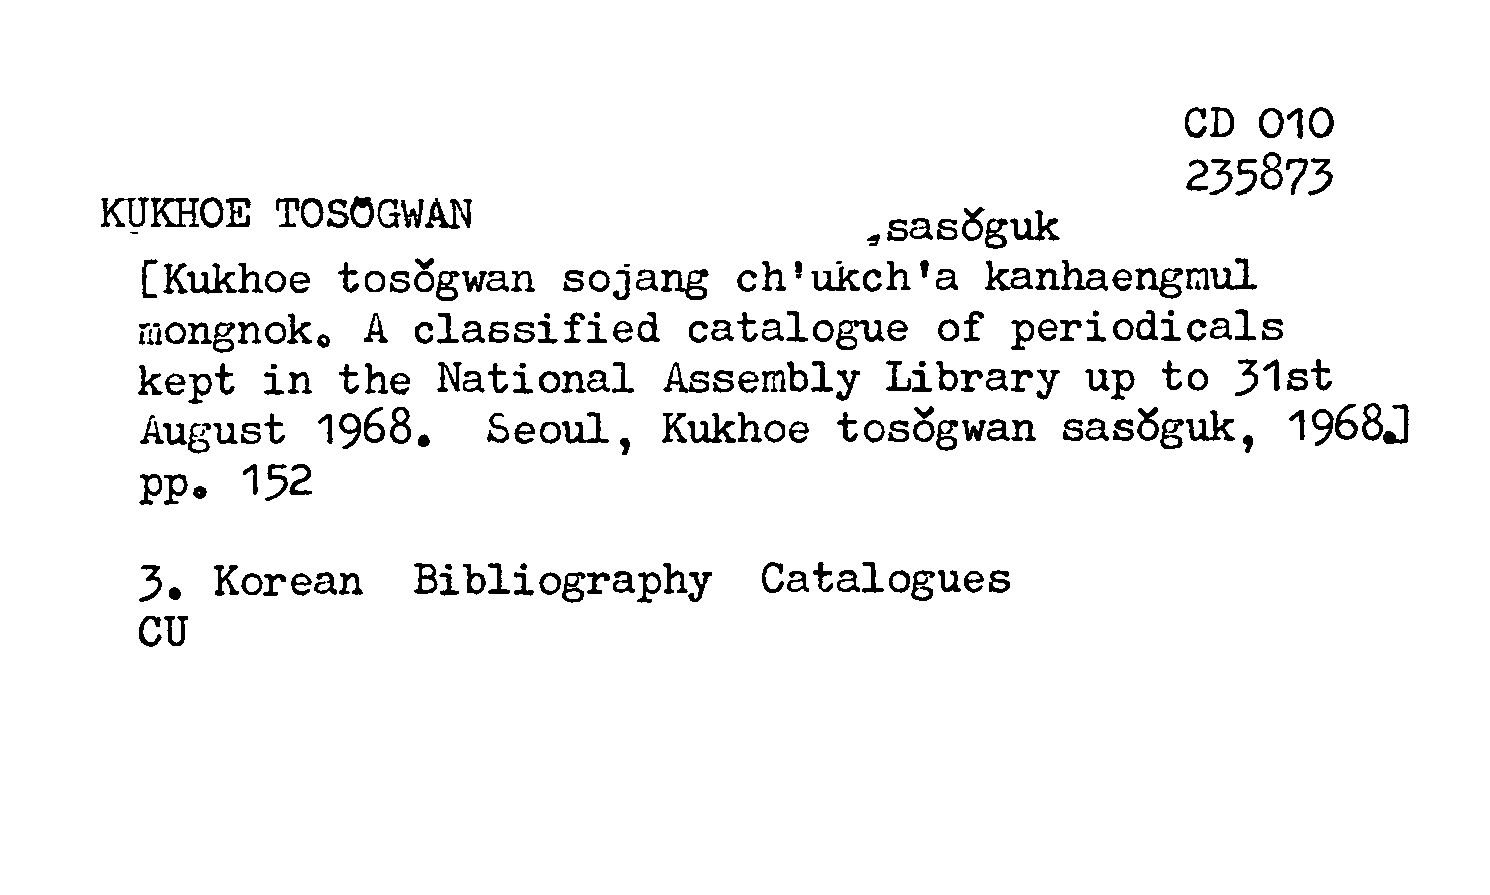 CD 010
235873
KUKHOE TOSŎGWAN
,sasŏguk
[Kukhoe tosŏgwan sojang ch'ukch'a kanhaengmul
mongnok. A classified catalogue of periodicals
kept in the National Assembly Library up to 31st
August 1968. Seoul, Kukhoe tosŏgwan sasŏguk, 1968.]
pp. 152
3. Korean Bibliography Catalogues
CU